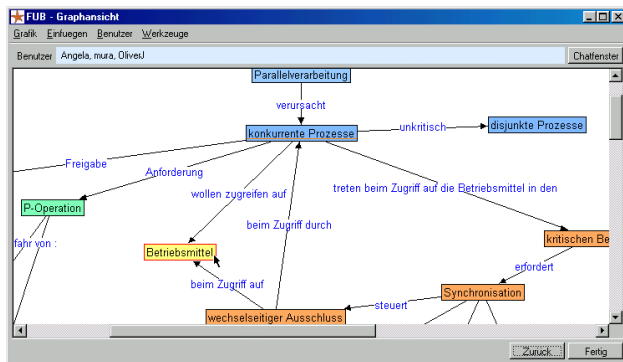 FUB - Graphansicht
Grafik Einfuegen Benutzer Werkzeuge
Benutzer Angela, mura, OliverJ Chatfenster
Parallelverarbeitung
verursacht
konkurrente Prozesse
unkritisch
disjunkte Prozesse
Freigabe
Anforderung
wollen zugreifen auf
treten beim Zugriff auf die Betriebsmittel in den
P-Operation
beim Zugriff durch
fahr von :
Betriebsmittel
kritischen Be
erfordert
beim Zugriff auf
Synchronisation
steuert
wechselseitiger Ausschluss
Zurück Fertig